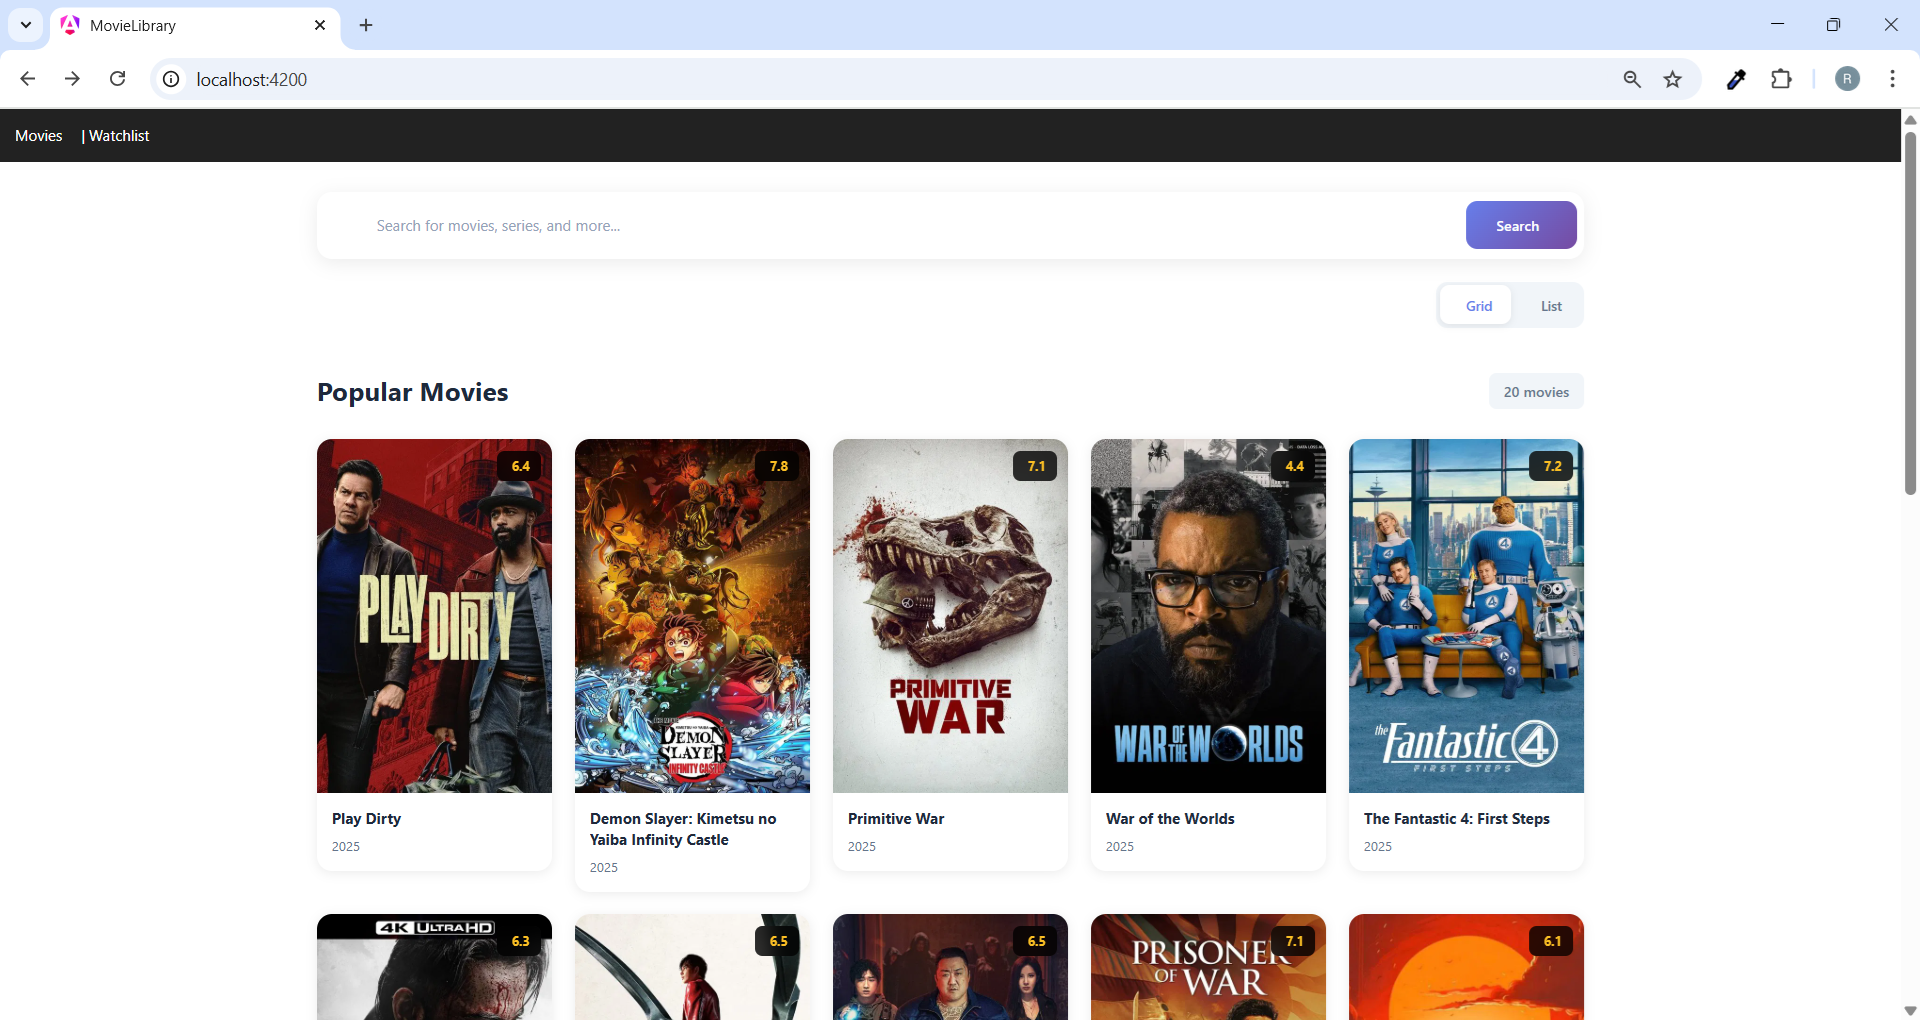 MovieLibrary
localhost:4200
R
Movies | Watchlist
Search for movies, series, and more...
Search
Grid
List
Popular Movies
20 movies
6.4
PLAY DIRTY
Play Dirty
2025
7.8
DEMON
SLAYER
INFINITY CASTLE
Demon Slayer: Kimetsu no
Yaiba Infinity Castle
2025
7.1
PRIMITIVE
WAR
Primitive War
2025
4.4
WAR OF THE WORLDS
War of the Worlds
2025
7.2
4
4
4
4
the Fantastic 4
FIRST STEPS
The Fantastic 4: First Steps
2025
4K ULTRA HD
6.3
6.5
6.5
PRISONER
OF WAR
7.1
6.1